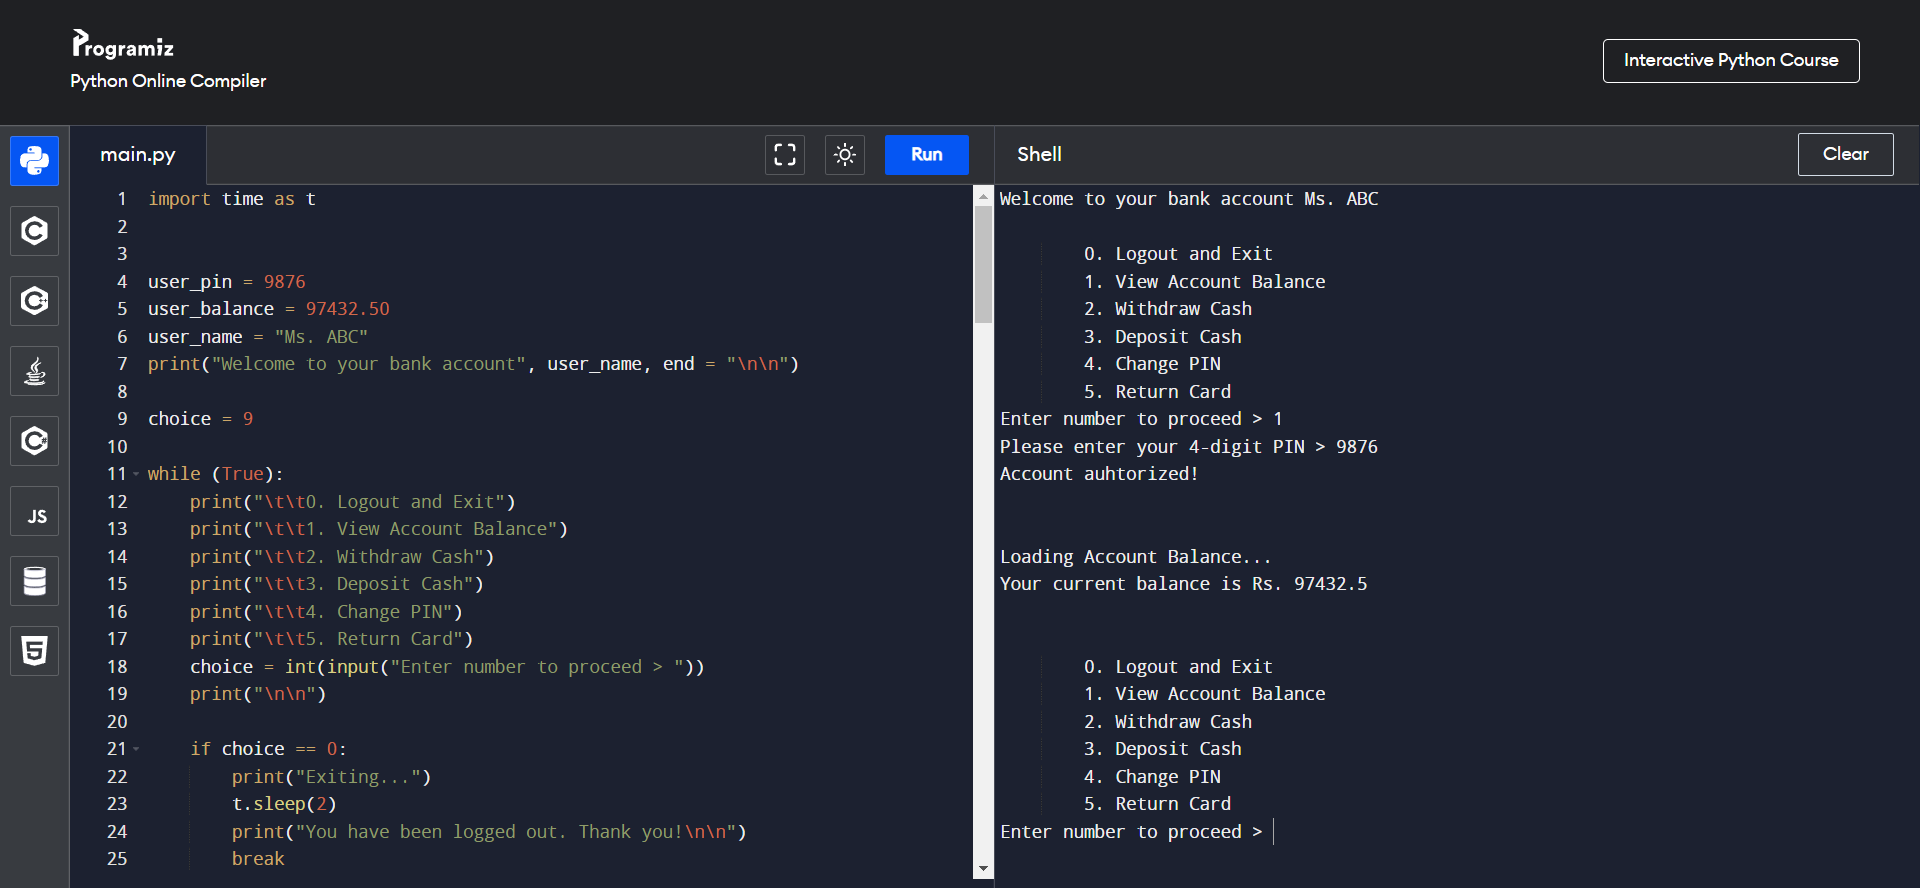 Programiz
Python Online Compiler
Interactive Python Course
main.py
Run
Shell
Clear
C
C++
C#
JS
5
1 import time as t
2
3
4 user_pin = 9876
5 user_balance = 97432.50
6 user_name = "Ms. ABC"
7 print("Welcome to your bank account", user_name, end = "\n\n")
8
9 choice = 9
10
11 while (True):
12     print("\t\t0. Logout and Exit")
13     print("\t\t1. View Account Balance")
14     print("\t\t2. Withdraw Cash")
15     print("\t\t3. Deposit Cash")
16     print("\t\t4. Change PIN")
17     print("\t\t5. Return Card")
18     choice = int(input("Enter number to proceed > "))
19     print("\n\n")
20
21     if choice == 0:
22         print("Exiting...")
23         t.sleep(2)
24         print("You have been logged out. Thank you!\n\n")
25         break
Welcome to your bank account Ms. ABC
0. Logout and Exit
1. View Account Balance
2. Withdraw Cash
3. Deposit Cash
4. Change PIN
5. Return Card
Enter number to proceed > 1
Please enter your 4-digit PIN > 9876
Account auhtorized!
Loading Account Balance...
Your current balance is Rs. 97432.5
0. Logout and Exit
1. View Account Balance
2. Withdraw Cash
3. Deposit Cash
4. Change PIN
5. Return Card
Enter number to proceed >